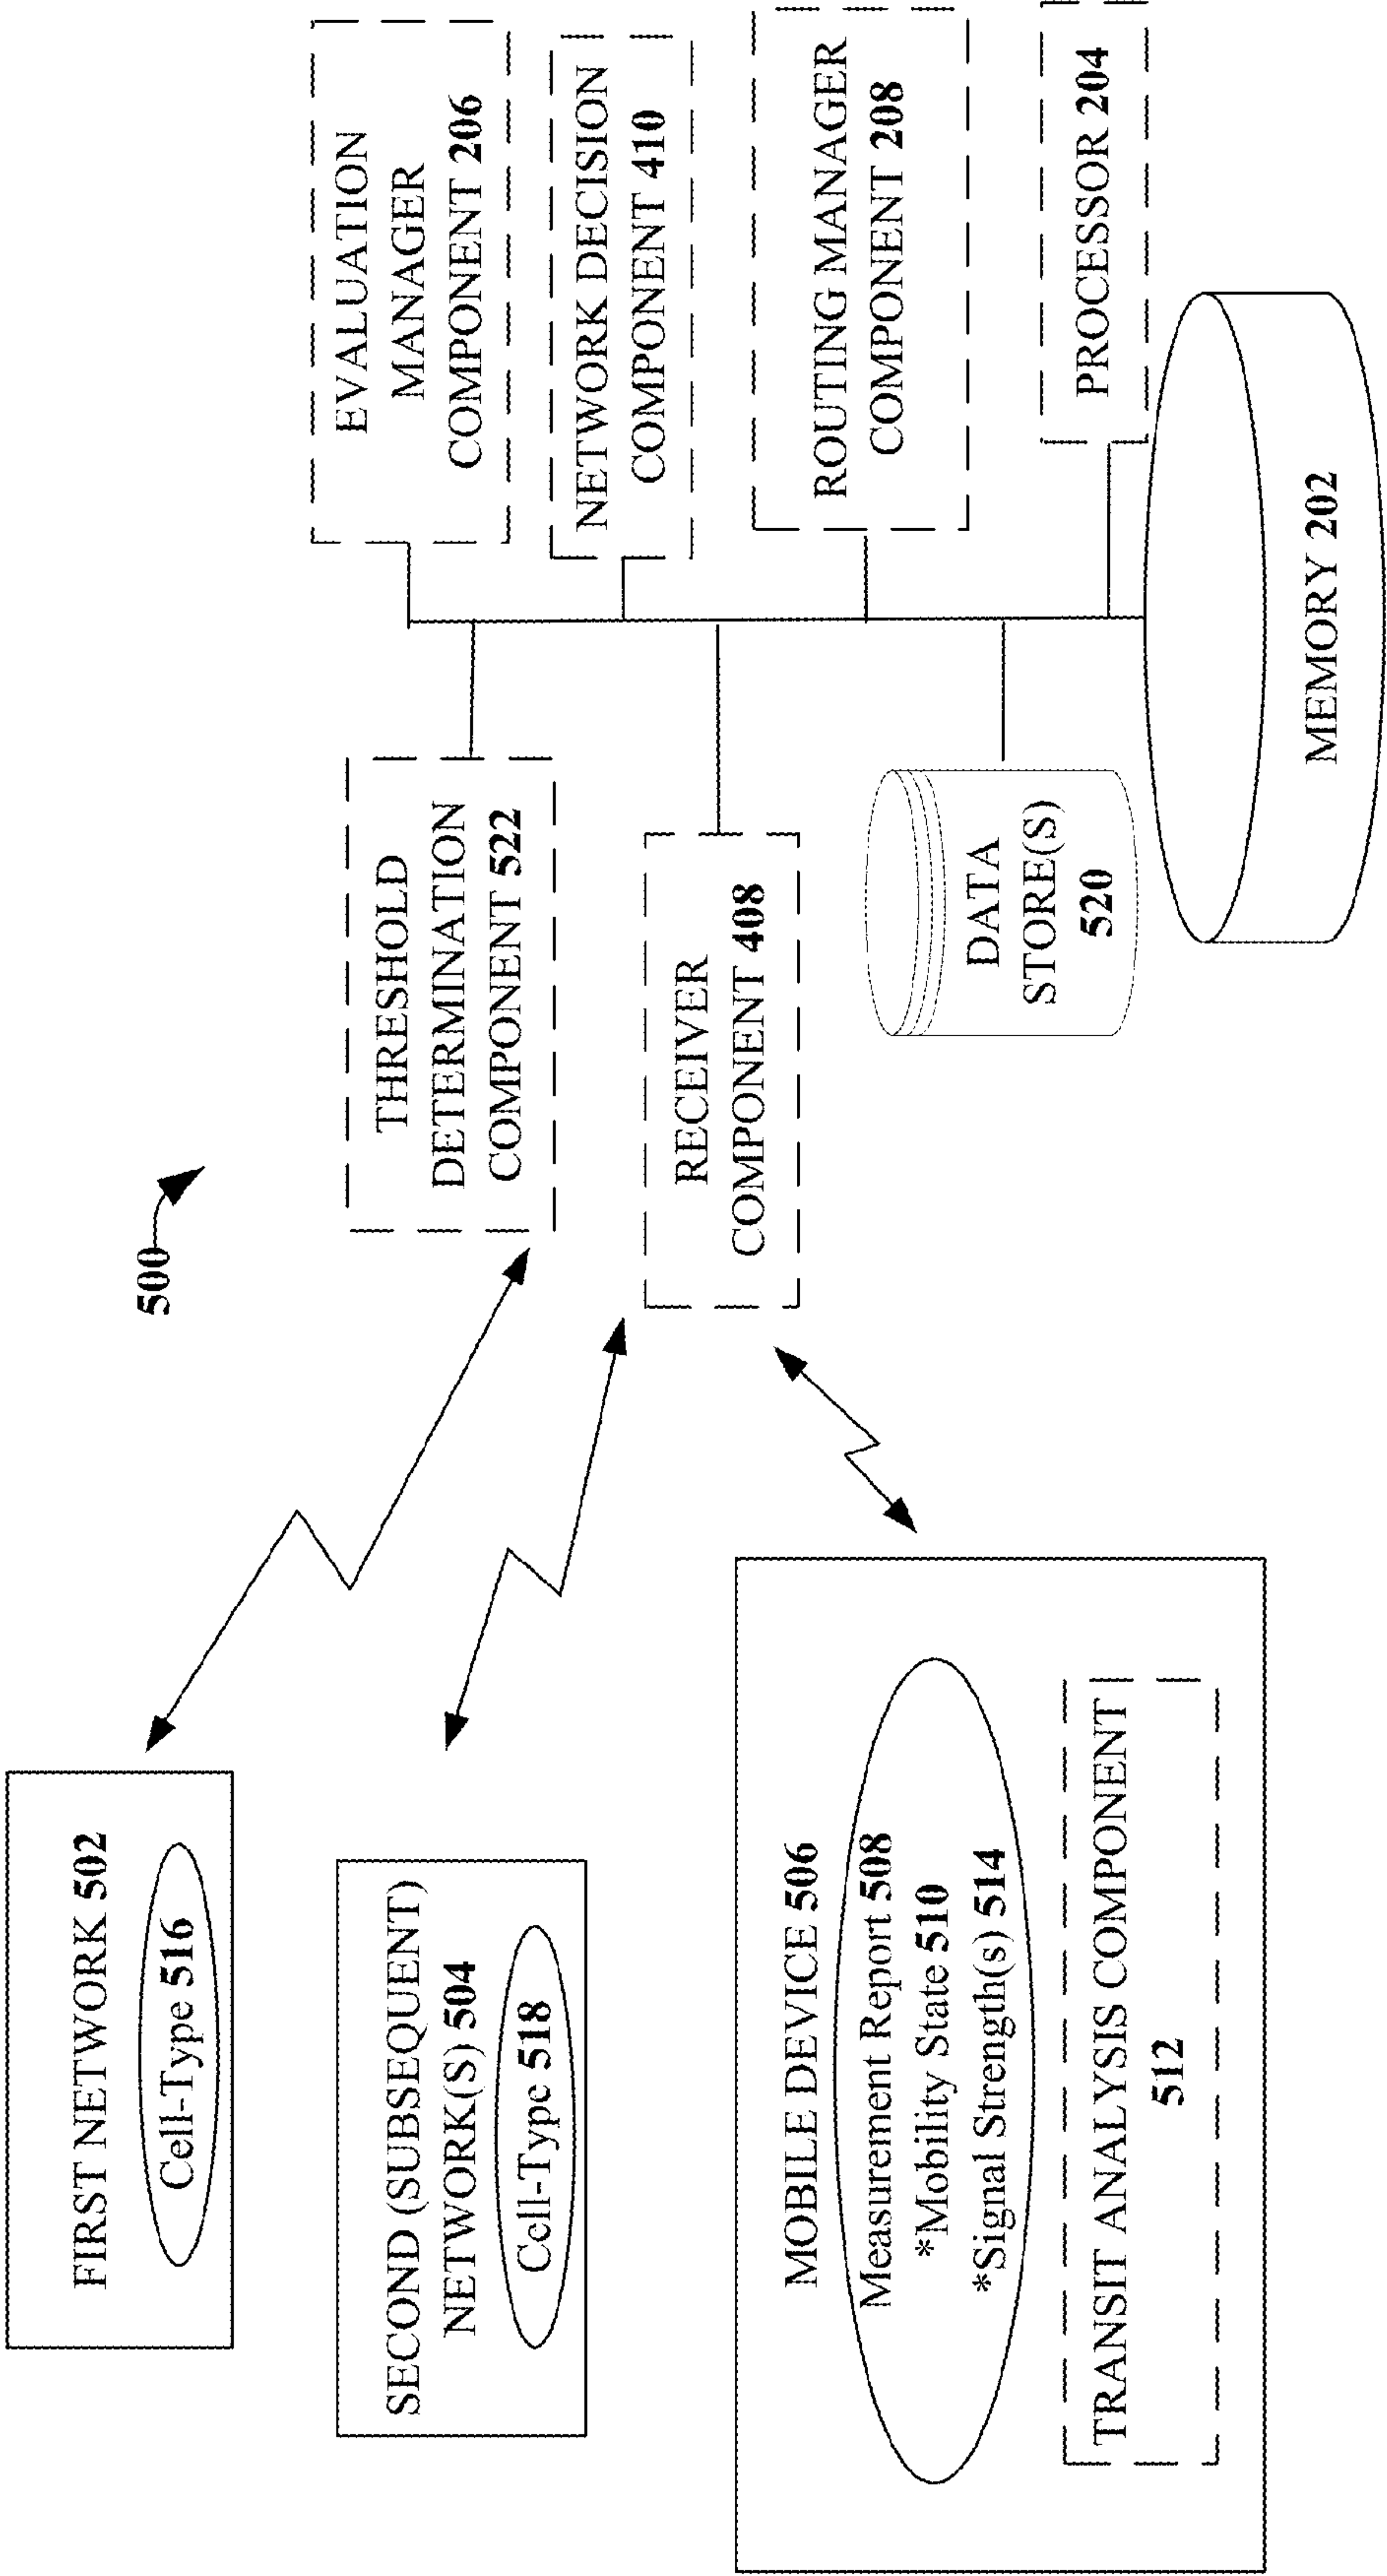 500
FIRST NETWORK 502
Cell-Type 516
SECOND (SUBSEQUENT)
NETWORK(S) 504
Cell-Type 518
MOBILE DEVICE 506
Measurement Report 508
*Mobility State 510
*Signal Strength(s) 514
TRANSIT ANALYSIS COMPONENT
512
THRESHOLD
DETERMINATION
COMPONENT 522
RECEIVER
COMPONENT 408
DATA
STORE(S)
520
EVALUATION
MANAGER
COMPONENT 206
NETWORK DECISION
COMPONENT 410
ROUTING MANAGER
COMPONENT 208
PROCESSOR 204
MEMORY 202